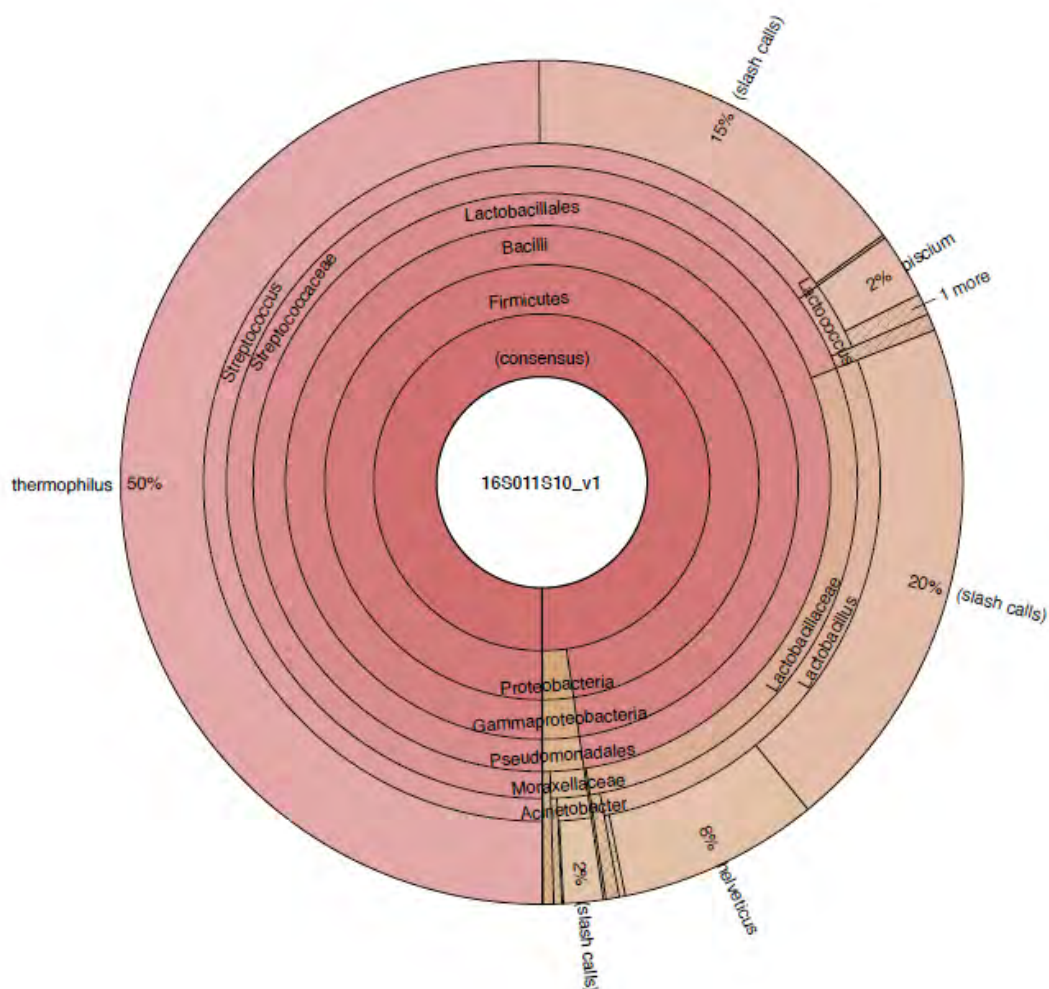 15% (slash calls)
Lactobacillales
Bacilli
Firmicutes
(consensus)
Streptococcus
Streptococcaceae
Lactococcus
2% piscium
1 more
thermophilus 50%
16S011S10_v1
20% (slash calls)
Lactobacillaceae
Lactobacillus
Proteobacteria
Gammaproteobacteria
Pseudomonadales
Moraxellaceae
Acinetobacter
8% helveticus
2% (slash calls)